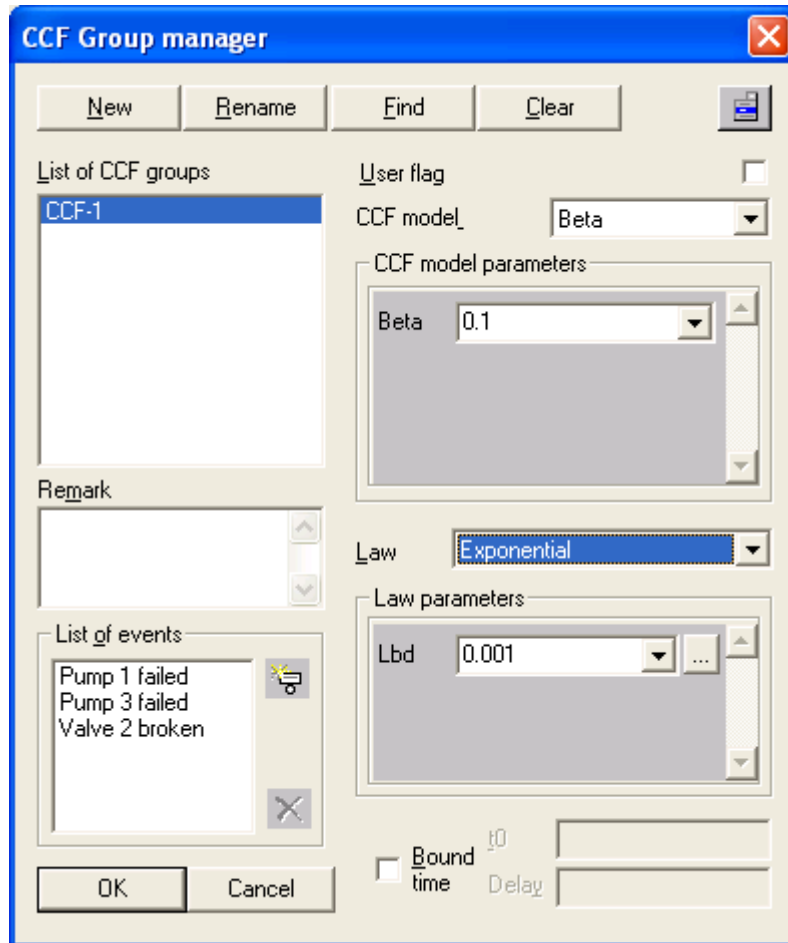 CCF Group manager
New Rename Find Clear
List of CCF groups
CCF-1
User flag
CCF model
Beta
CCF model parameters
Beta 0.1
Remark
Law Exponential
Law parameters
Lbd 0.001 ...
List of events
Pump 1 failed
Pump 3 failed
Valve 2 broken
Bound time
t0
Delay
OK Cancel